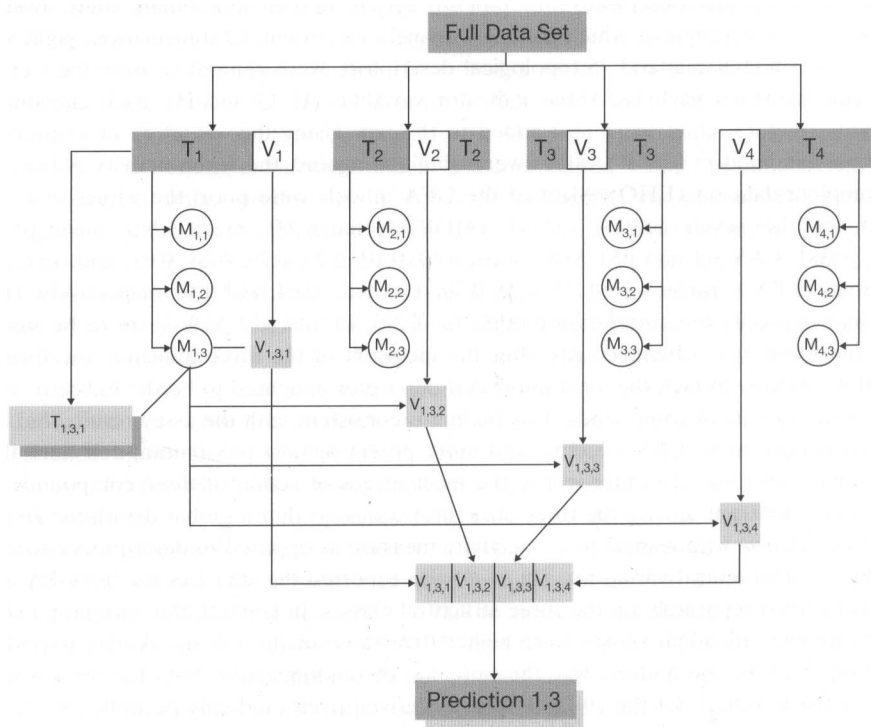 Full Data Set
T1 V1 T2 V2 T2 T3 V3 T3 V4 T4
M1,1 M2,1 M3,1 M4,1
M1,2 M2,2 M3,2 M4,2
M1,3 V1,3,1 M2,3 M3,3 M4,3
T1,3,1 V1,3,2
V1,3,3
V1,3,4
V1,3,1 V1,3,2 V1,3,3 V1,3,4
Prediction 1,3